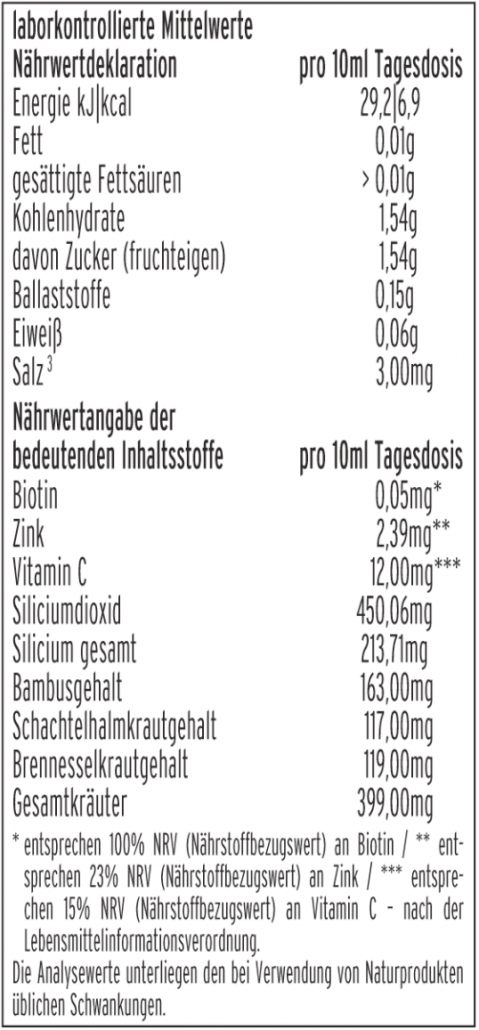 laborkontrollierte Mittelwerte
Nährwertdeklaration pro 10ml Tagesdosis
Energie kJ|kcal 29,2|6,9
Fett 0,01g
gesättigte Fettsäuren > 0,01g
Kohlenhydrate 1,54g
davon Zucker (fruchteigen) 1,54g
Ballaststoffe 0,15g
Eiweiß 0,06g
Salz ³ 3,00mg
Nährwertangabe der
bedeutenden Inhaltsstoffe pro 10ml Tagesdosis
Biotin 0,05mg*
Zink 2,39mg**
Vitamin C 12,00mg***
Siliciumdioxid 450,06mg
Silicium gesamt 213,71mg
Bambusgehalt 163,00mg
Schachtelhalmkrautgehalt 117,00mg
Brennesselkrautgehalt 119,00mg
Gesamtkräuter 399,00mg
* entsprechen 100% NRV (Nährstoffbezugswert) an Biotin / ** ent-
sprechen 23% NRV (Nährstoffbezugswert) an Zink / *** entspre-
chen 15% NRV (Nährstoffbezugswert) an Vitamin C - nach der
Lebensmittelinformationsverordnung.
Die Analysewerte unterliegen den bei Verwendung von Naturprodukten
üblichen Schwankungen.